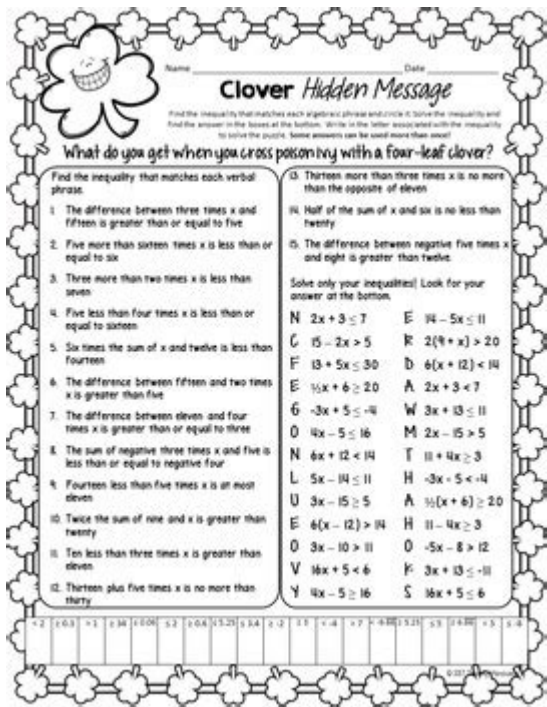 Name Date
Clover Hidden Message
Find the inequality that matches each algebraic phrase and circle it. Solve the inequality and
find the answer in the boxes at the bottom. Write in the letter associated with the inequality
to solve the puzzle. Some answers can be used more than once!
What do you get when you cross poison ivy with a four-leaf clover?
Find the inequality that matches each verbal
phrase.
1. The difference between three times x and
fifteen is greater than or equal to five
2. Five more than sixteen times x is less than or
equal to six
3. Three more than two times x is less than
seven
4. Five less than four times x is less than or
equal to sixteen
5. Six times the sum of x and twelve is less than
fourteen
6. The difference between fifteen and two times
x is greater than five
7. The difference between eleven and four
times x is greater than or equal to three
8. The sum of negative three times x and five is
less than or equal to negative four
9. Fourteen less than five times x is at most
eleven
10. Twice the sum of nine and x is greater than
twenty
11. Ten less than three times x is greater than
eleven
12. Thirteen plus five times x is no more than
thirty
13. Thirteen more than three times x is no more
than the opposite of eleven
14. Half of the sum of x and six is no less than
twenty
15. The difference between negative five times x
and eight is greater than twelve.
Solve only your inequalities! Look for your
answer at the bottom.
N 2x + 3 ≤ 7 E 14 – 5x ≤ 11
C 15 – 2x > 5 R 2(9 + x) > 20
F 13 + 5x ≤ 30 D 6(x + 12) < 14
E ½x + 6 ≥ 20 A 2x + 3 < 7
G -3x + 5 ≤ -4 W 3x + 13 ≤ 11
O 4x – 5 ≤ 16 M 2x – 15 > 5
N 6x + 12 < 14 T 11 + 4x ≥ 3
L 5x – 14 ≤ 11 H -3x – 5 < -4
U 3x – 15 ≥ 5 A ½(x + 6) ≥ 20
E 6(x – 12) > 14 H 11 – 4x ≥ 3
O 3x – 10 > 11 O -5x – 8 > 12
V 16x + 5 < 6 K 3x + 13 ≤ -11
Y 4x – 5 ≥ 16 S 16x + 5 ≤ 6
< 2 > 1 ≥ 34 ≤ 2 ≤ 3.4 ≥ -2 < -4 > 7 ≤ 5 < 5